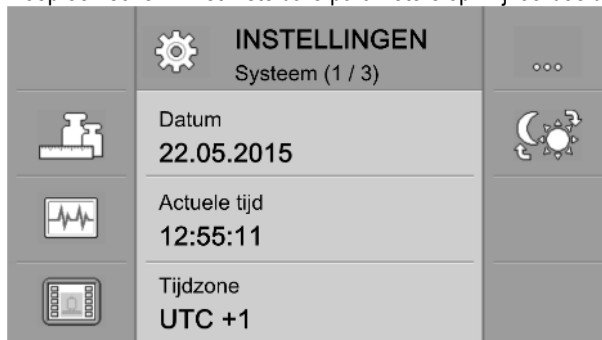 INSTELLINGEN
Systeem (1 / 3)
Datum
22.05.2015
Actuele tijd
12:55:11
Tijdzone
UTC +1